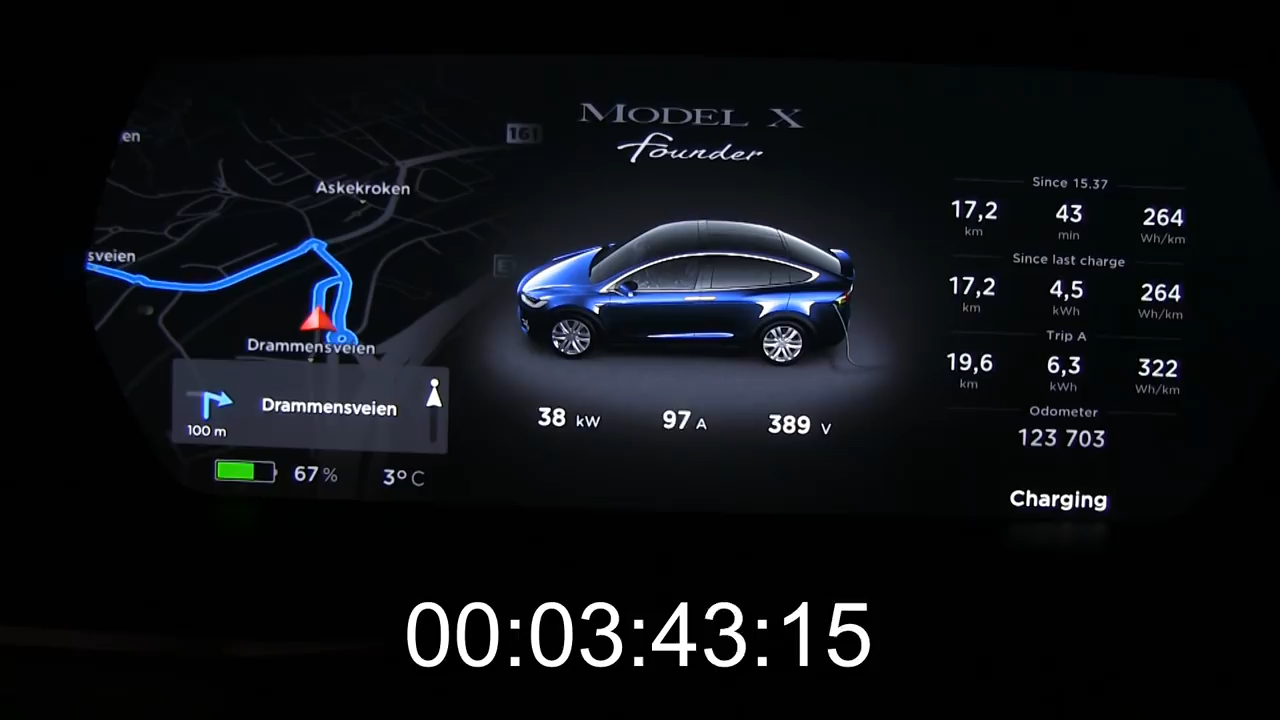 MODEL X
Founder
en
161
Askekroken
sveien
Drammensveien
Drammensveien
100 m
67 %
3° C
38 kW
97 A
389 V
Since 15.37
17,2 43 264
km min Wh/km
Since last charge
17,2 4,5 264
km kWh Wh/km
Trip A
19,6 6,3 322
km kWh Wh/km
Odometer
123 703
Charging
00:03:43:15